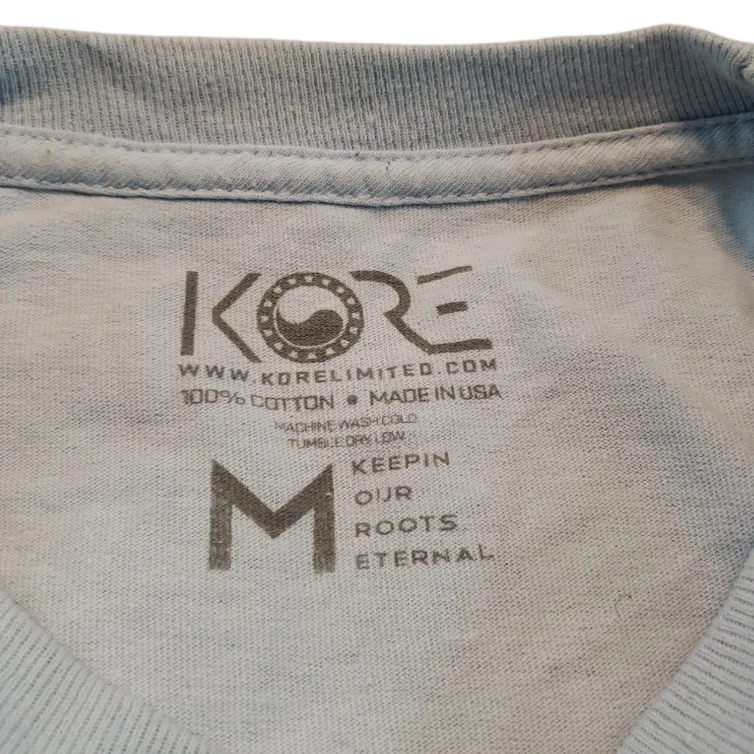 KORE
WWW.KORELIMITED.COM
100% COTTON • MADE IN USA
MACHINE WASH COLD
TUMBLE DRY LOW
M
KEEPIN
OUR
ROOTS
ETERNAL